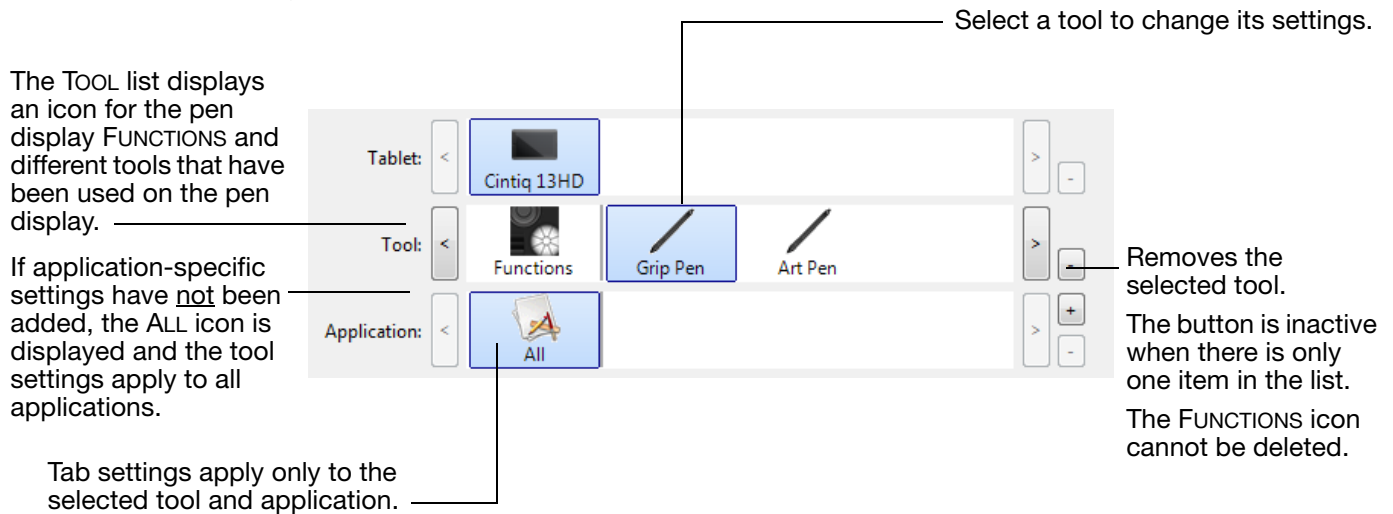 Select a tool to change its settings.
The TOOL list displays
an icon for the pen
display FUNCTIONS and
different tools that have
been used on the pen
display.
If application-specific
settings have not been
added, the ALL icon is
displayed and the tool
settings apply to all
applications.
Tablet:
<
Cintiq 13HD
>
-
Tool:
<
Functions
Grip Pen
Art Pen
>
-
Application:
<
All
>
+
-
Removes the
selected tool.
The button is inactive
when there is only
one item in the list.
The FUNCTIONS icon
cannot be deleted.
Tab settings apply only to the
selected tool and application.